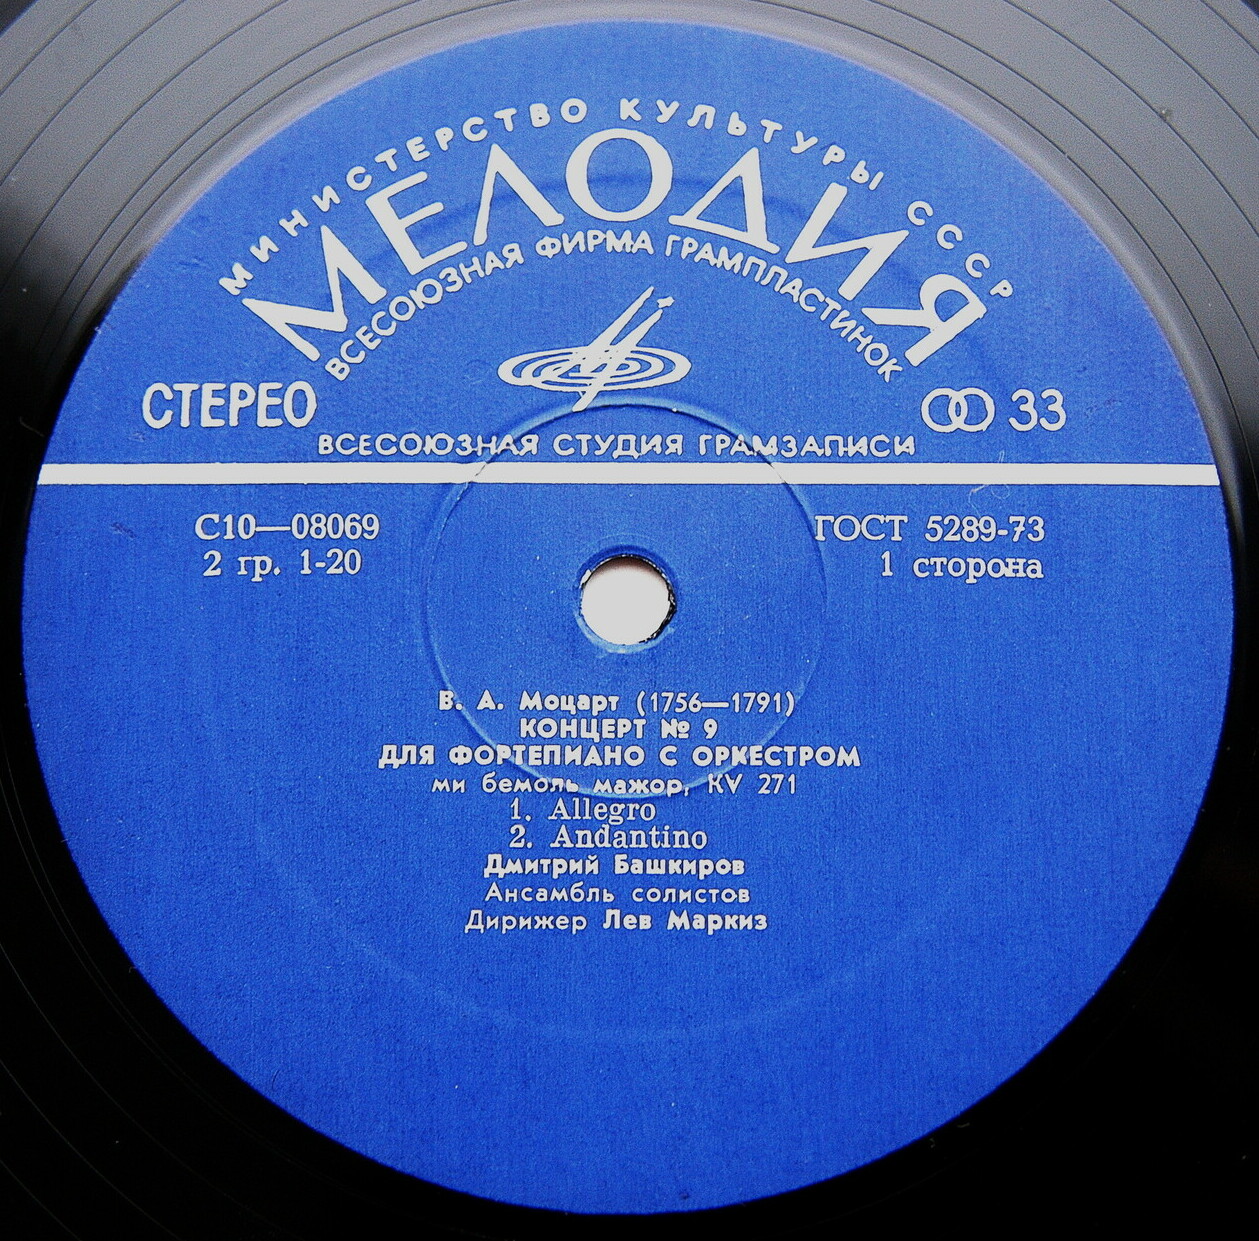 МИНИСТЕРСТВО КУЛЬТУРЫ СССР
МЕЛОДИЯ
ВСЕСОЮЗНАЯ ФИРМА ГРАМПЛАСТИНОК
СТЕРЕО
33
ВСЕСОЮЗНАЯ СТУДИЯ ГРАМЗАПИСИ
С10—08069
ГОСТ 5289-73
2 гр. 1-20
1 сторона
В. А. Моцарт (1756—1791)
КОНЦЕРТ № 9
ДЛЯ ФОРТЕПИАНО С ОРКЕСТРОМ
ми бемоль мажор, KV 271
1. Allegro
2. Andantino
Дмитрий Башкиров
Ансамбль солистов
Дирижер Лев Маркиз